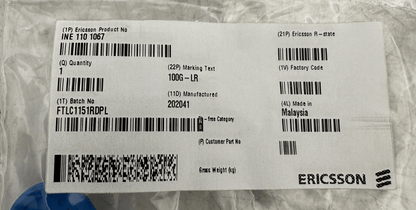 (1P) Ericsson Product No
INE 110 1067
(21P) Ericsson R-state
(Q) Quantity
1
(22P) Marking Text
100G-LR
(1V) Factory Code
(1T) Batch No
FTLC1151RDPL
(11D) Manufactured
202041
(4L) Made in
Malaysia
-free Category
(P) Customer Part No
Gross Weight (kg)
ERICSSON